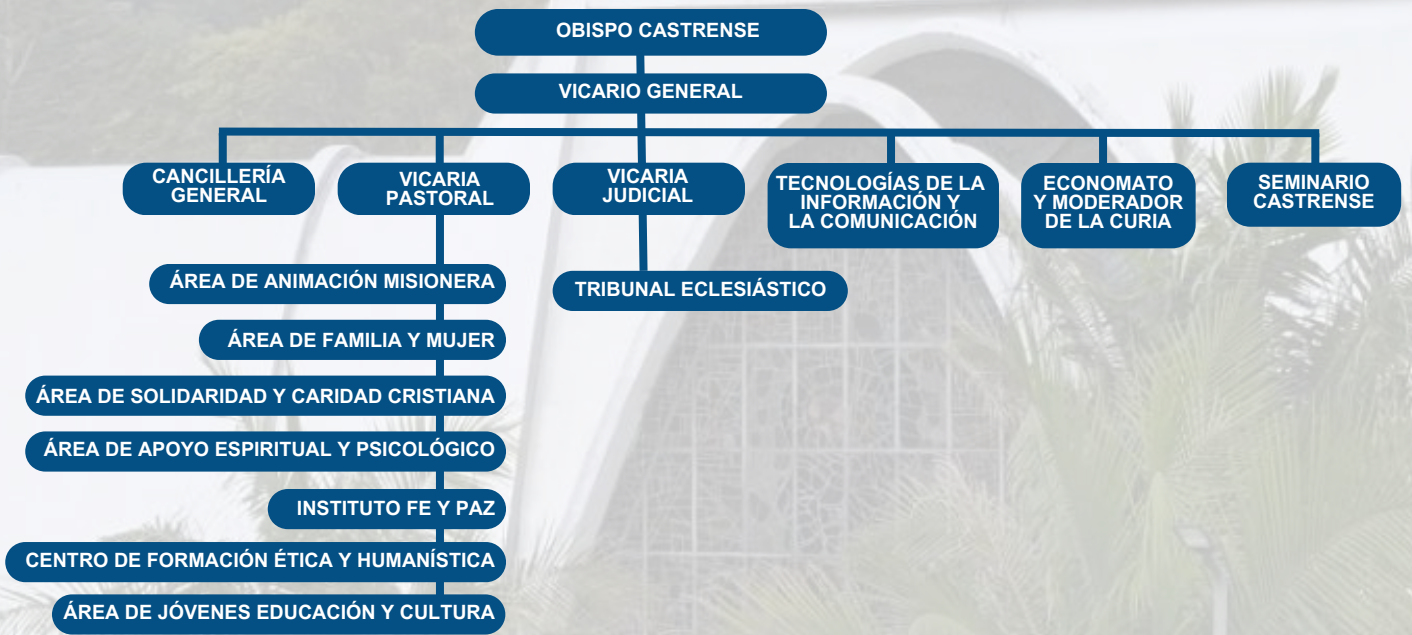 OBISPO CASTRENSE
VICARIO GENERAL
CANCILLERÍA
GENERAL
VICARIA
PASTORAL
VICARIA
JUDICIAL
TECNOLOGÍAS DE LA
INFORMACIÓN Y
LA COMUNICACIÓN
ECONOMATO
Y MODERADOR
DE LA CURIA
SEMINARIO
CASTRENSE
ÁREA DE ANIMACIÓN MISIONERA
TRIBUNAL ECLESIÁSTICO
ÁREA DE FAMILIA Y MUJER
ÁREA DE SOLIDARIDAD Y CARIDAD CRISTIANA
ÁREA DE APOYO ESPIRITUAL Y PSICOLÓGICO
INSTITUTO FE Y PAZ
CENTRO DE FORMACIÓN ÉTICA Y HUMANÍSTICA
ÁREA DE JÓVENES EDUCACIÓN Y CULTURA